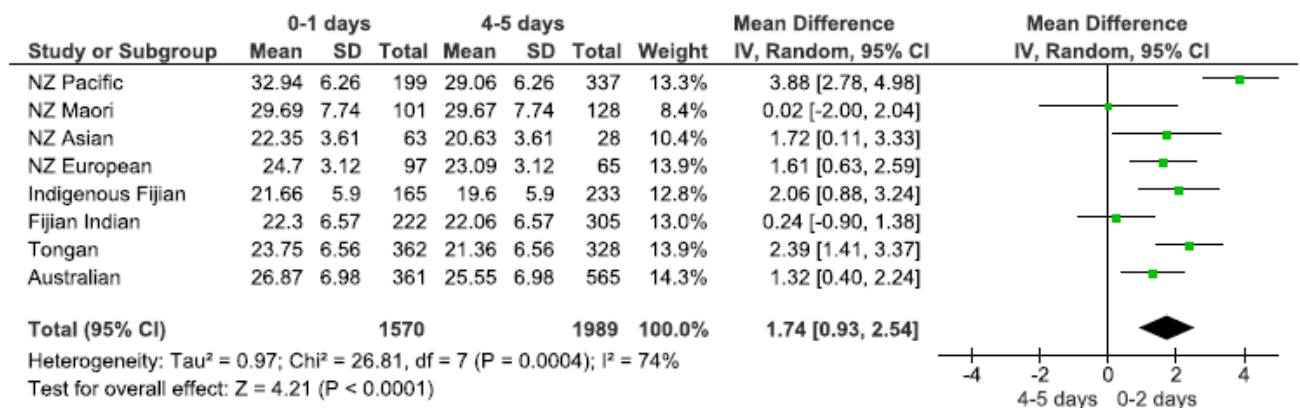 0-1 days 4-5 days Mean Difference Mean Difference
Study or Subgroup Mean SD Total Mean SD Total Weight IV, Random, 95% CI IV, Random, 95% CI
NZ Pacific 32.94 6.26 199 29.06 6.26 337 13.3% 3.88 [2.78, 4.98]
NZ Maori 29.69 7.74 101 29.67 7.74 128 8.4% 0.02 [-2.00, 2.04]
NZ Asian 22.35 3.61 63 20.63 3.61 28 10.4% 1.72 [0.11, 3.33]
NZ European 24.7 3.12 97 23.09 3.12 65 13.9% 1.61 [0.63, 2.59]
Indigenous Fijian 21.66 5.9 165 19.6 5.9 233 12.8% 2.06 [0.88, 3.24]
Fijian Indian 22.3 6.57 222 22.06 6.57 305 13.0% 0.24 [-0.90, 1.38]
Tongan 23.75 6.56 362 21.36 6.56 328 13.9% 2.39 [1.41, 3.37]
Australian 26.87 6.98 361 25.55 6.98 565 14.3% 1.32 [0.40, 2.24]
Total (95% CI) 1570 1989 100.0% 1.74 [0.93, 2.54]
Heterogeneity: Tau² = 0.97; Chi² = 26.81, df = 7 (P = 0.0004); I² = 74%
Test for overall effect: Z = 4.21 (P < 0.0001)
-4 -2 0 2 4
4-5 days 0-2 days